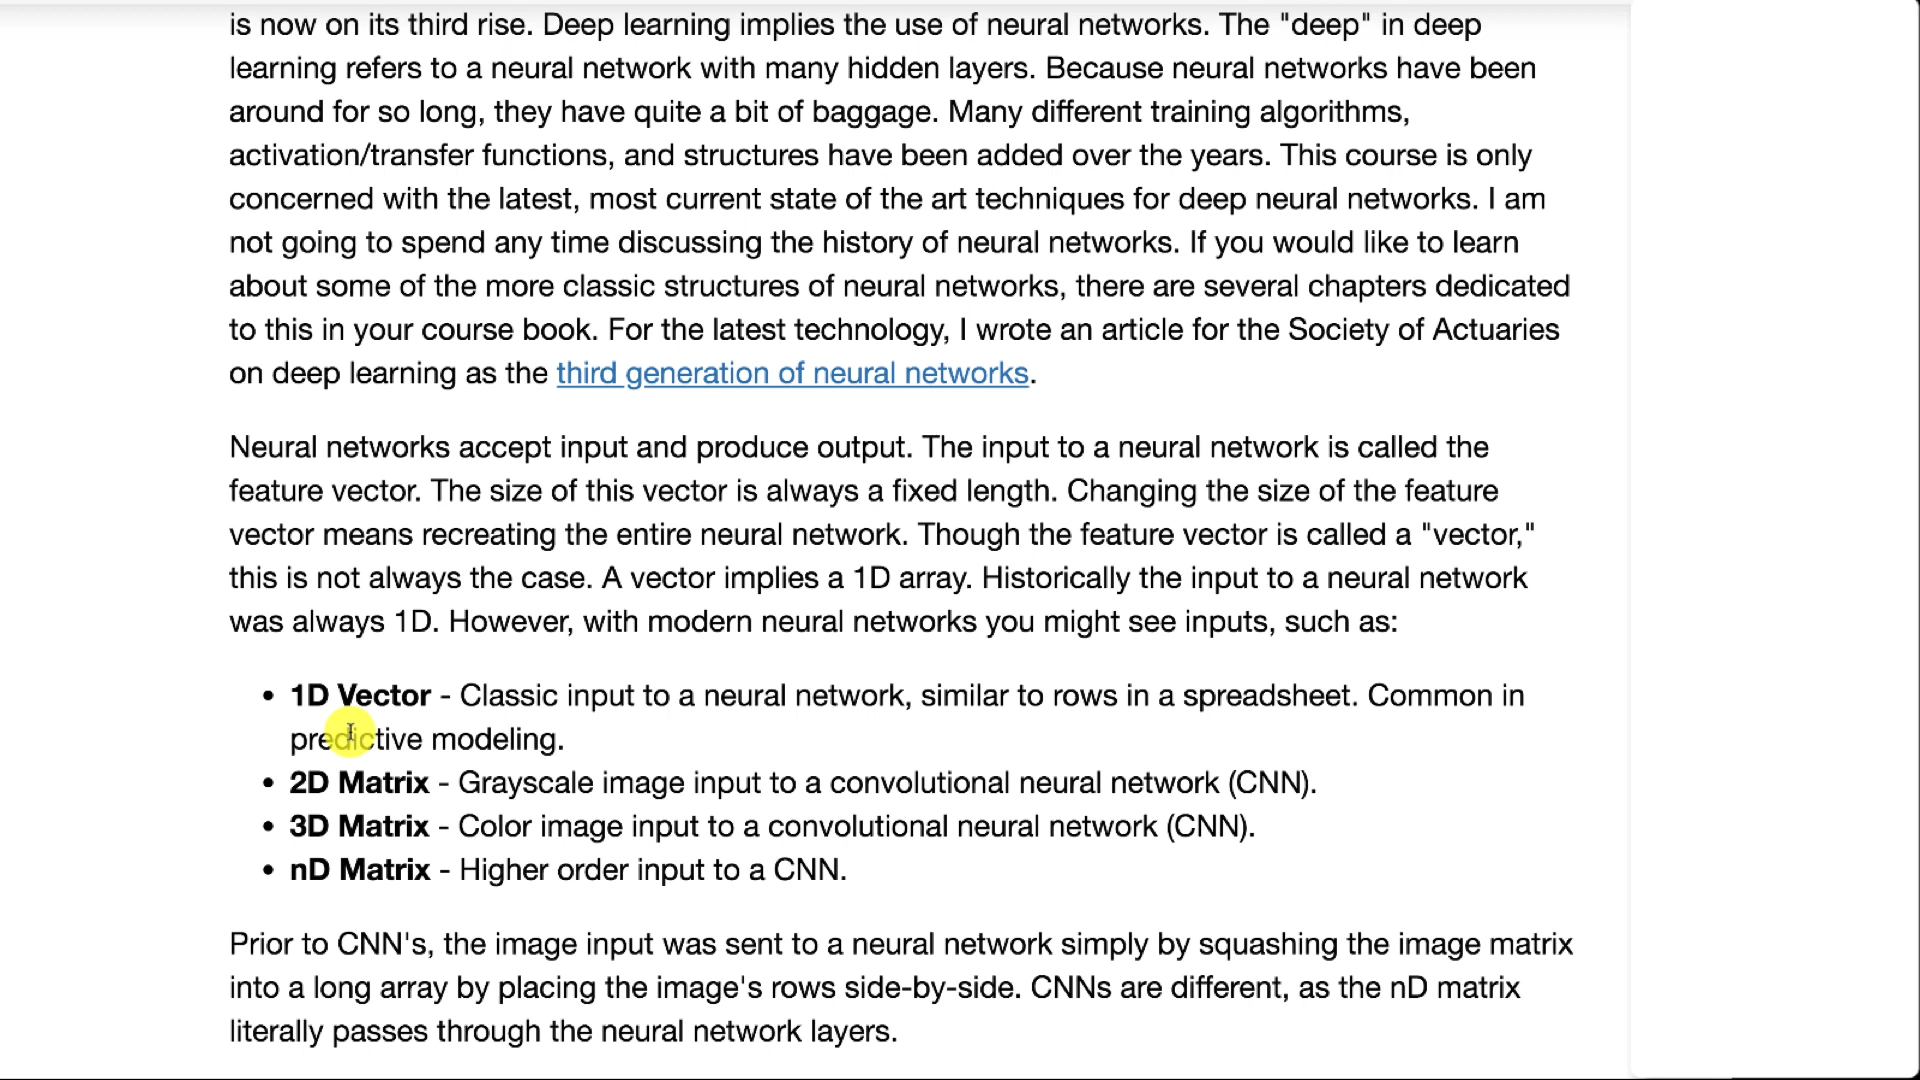 is now on its third rise. Deep learning implies the use of neural networks. The "deep" in deep
learning refers to a neural network with many hidden layers. Because neural networks have been
around for so long, they have quite a bit of baggage. Many different training algorithms,
activation/transfer functions, and structures have been added over the years. This course is only
concerned with the latest, most current state of the art techniques for deep neural networks. I am
not going to spend any time discussing the history of neural networks. If you would like to learn
about some of the more classic structures of neural networks, there are several chapters dedicated
to this in your course book. For the latest technology, I wrote an article for the Society of Actuaries
on deep learning as the third generation of neural networks.
Neural networks accept input and produce output. The input to a neural network is called the
feature vector. The size of this vector is always a fixed length. Changing the size of the feature
vector means recreating the entire neural network. Though the feature vector is called a "vector,"
this is not always the case. A vector implies a 1D array. Historically the input to a neural network
was always 1D. However, with modern neural networks you might see inputs, such as:
• 1D Vector - Classic input to a neural network, similar to rows in a spreadsheet. Common in
predictive modeling.
• 2D Matrix - Grayscale image input to a convolutional neural network (CNN).
• 3D Matrix - Color image input to a convolutional neural network (CNN).
• nD Matrix - Higher order input to a CNN.
Prior to CNN's, the image input was sent to a neural network simply by squashing the image matrix
into a long array by placing the image's rows side-by-side. CNNs are different, as the nD matrix
literally passes through the neural network layers.